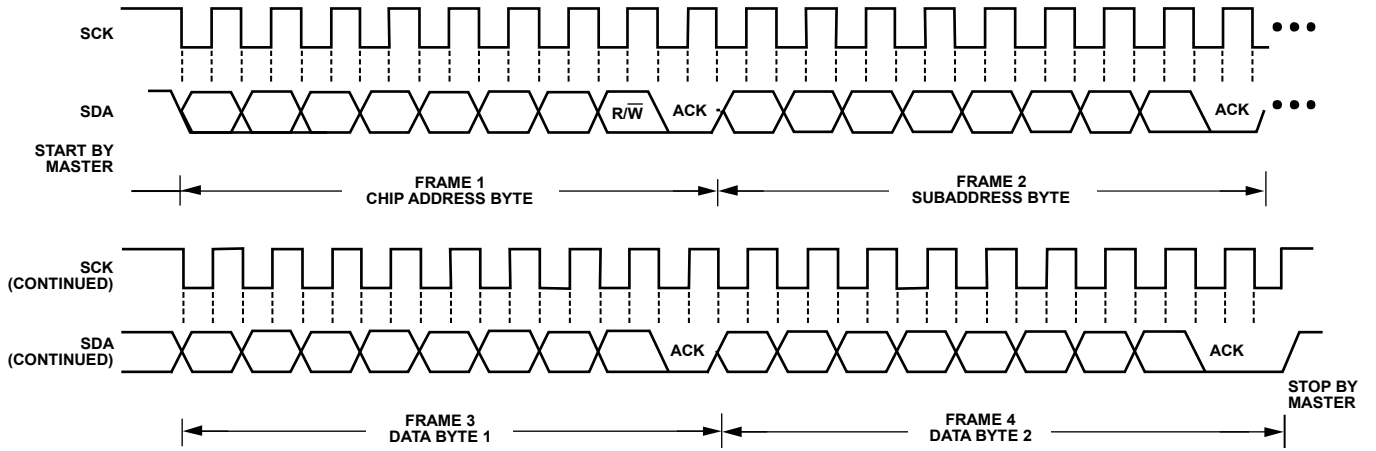 SCK
SDA
R/W̅
ACK
ACK
START BY
MASTER
FRAME 1
CHIP ADDRESS BYTE
FRAME 2
SUBADDRESS BYTE
SCK
(CONTINUED)
SDA
(CONTINUED)
ACK
ACK
STOP BY
MASTER
FRAME 3
DATA BYTE 1
FRAME 4
DATA BYTE 2